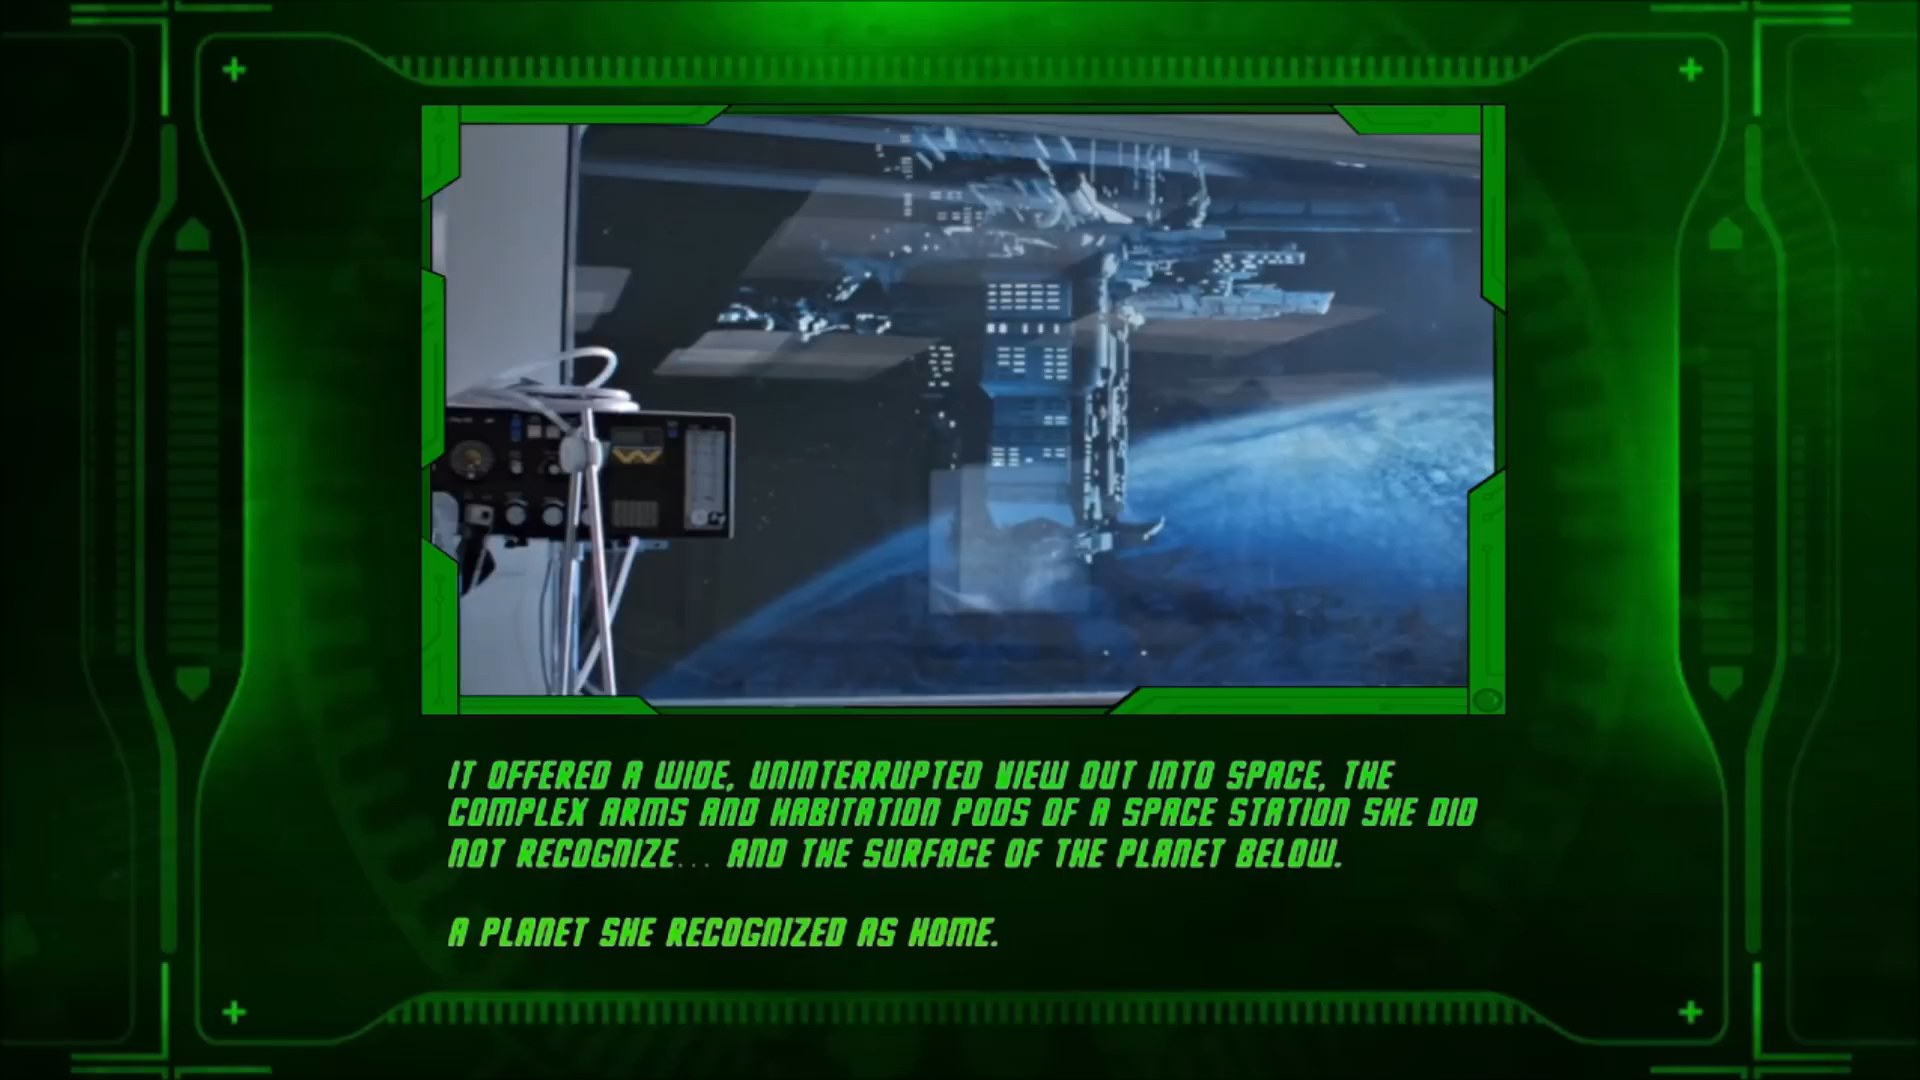 IT OFFERED A WIDE, UNINTERRUPTED VIEW OUT INTO SPACE, THE
COMPLEX ARMS AND HABITATION PODS OF A SPACE STATION SHE DID
NOT RECOGNIZE... AND THE SURFACE OF THE PLANET BELOW.
A PLANET SHE RECOGNIZED AS HOME.